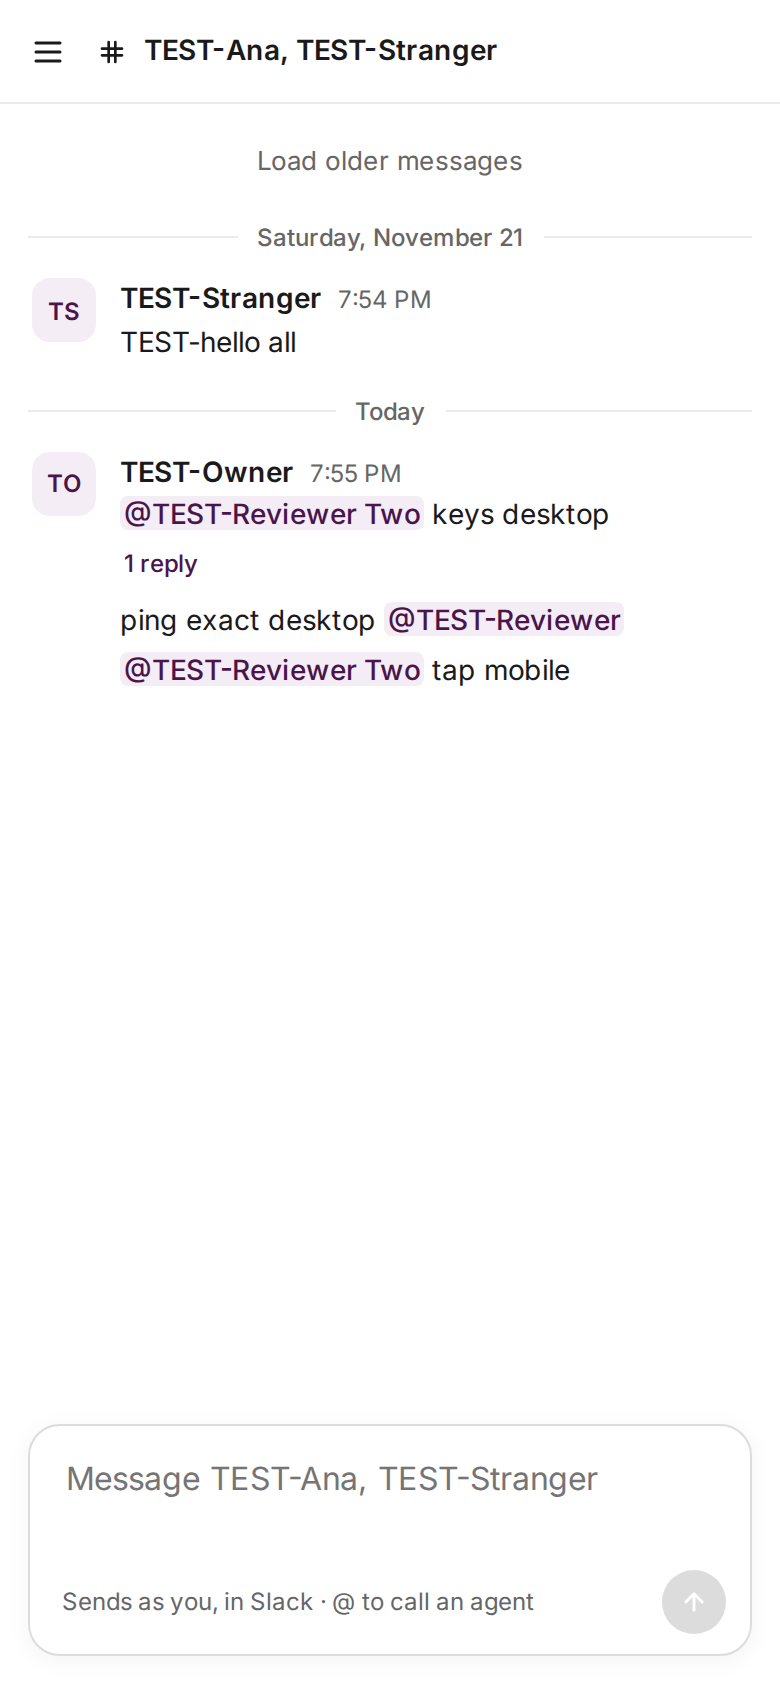 # TEST-Ana, TEST-Stranger
Load older messages
Saturday, November 21
TS
TEST-Stranger 7:54 PM
TEST-hello all
Today
TO
TEST-Owner 7:55 PM
@TEST-Reviewer Two keys desktop
1 reply
ping exact desktop @TEST-Reviewer
@TEST-Reviewer Two tap mobile
Message TEST-Ana, TEST-Stranger
Sends as you, in Slack · @ to call an agent